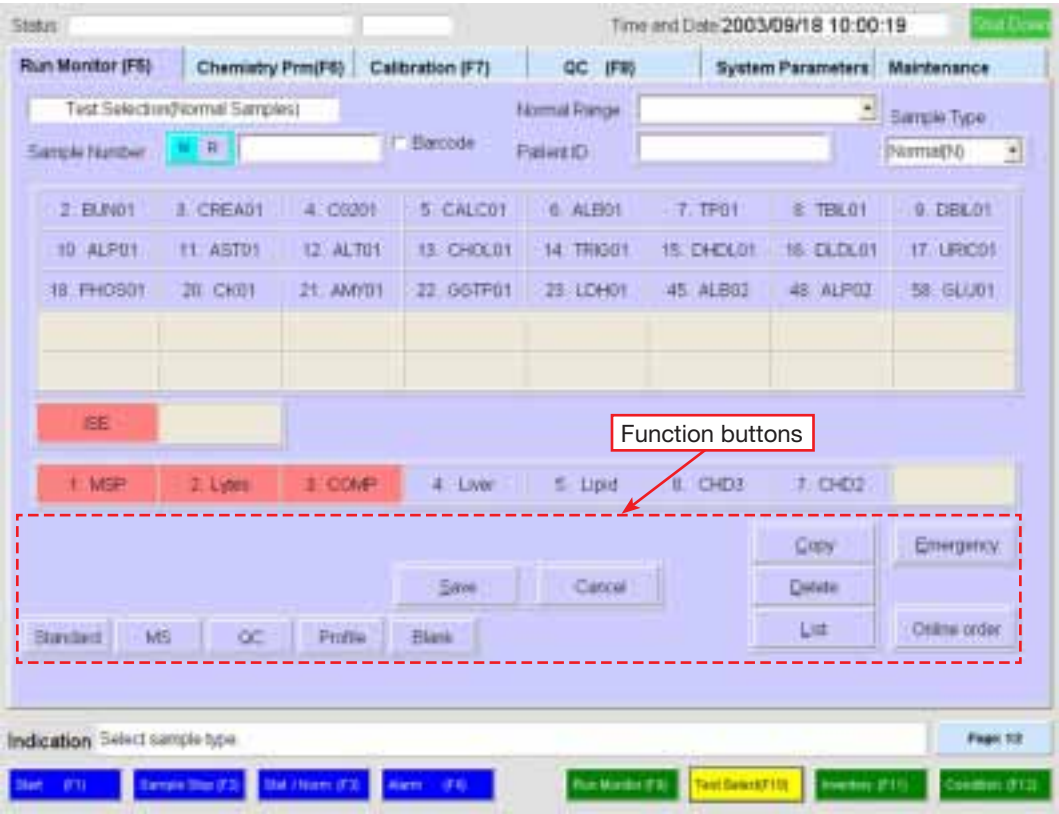 Status
Time and Date 2003/09/18 10:00:19 Shut Down
Run Monitor (F5) Chemistry Prm(F6) Calibration (F7) QC (F8) System Parameters Maintenance
Test Selection(Normal Samples) Normal Range Sample Type
Sample Number N R Barcode Patient ID Normal(N)
2. BUN01 3. CREA01 4. CO201 5. CALC01 6. ALB01 7. TP01 8. TBIL01 9. DBIL01
10. ALP01 11. AST01 12. ALT01 13. CHOL01 14. TRIG01 15. DHDL01 16. DLDL01 17. URIC01
18. PHOS01 20. CK01 21. AMY01 22. GGTP01 23. LDH01 45. ALB02 48. ALP02 58. GLU01
ISE
Function buttons
1. MSP 2. Lytes 3. COMP 4. Liver 5. Lipid 6. CHD3 7. CHD2
Copy Emergency
Save Cancel Delete
Standard MS QC Profile Blank List Online order
Indication Select sample type. Page 1/2
Start (F1) Sample Stop (F2) Stat / Norm (F3) Alarm (F4) Test Select(F10) Inventory (F11) Condition (F12)